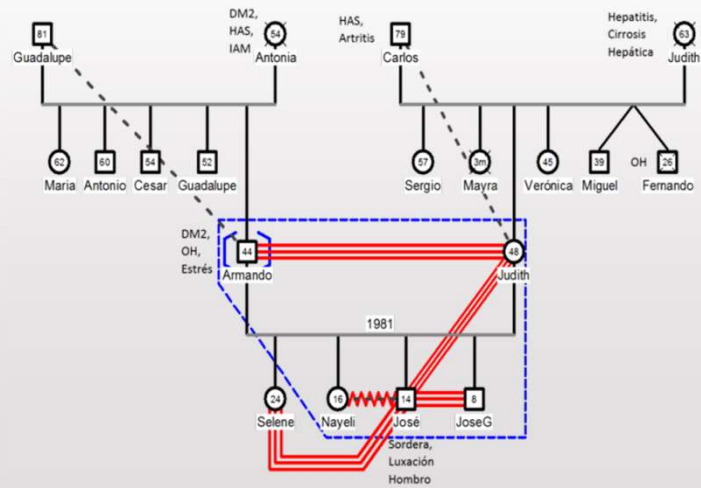 DM2,
HAS,
IAM
HAS,
Artritis
Hepatitis,
Cirrosis
Hepática
81
Guadalupe
54
Antonia
79
Carlos
63
Judith
62
Maria
60
Antonio
54
Cesar
52
Guadalupe
57
Sergio
3m
Mayra
45
Verónica
39
Miguel
OH
26
Fernando
DM2,
OH,
Estrés
44
Armando
48
Judith
1981
24
Selene
16
Nayeli
14
José
8
JoseG
Sordera,
Luxación
Hombro